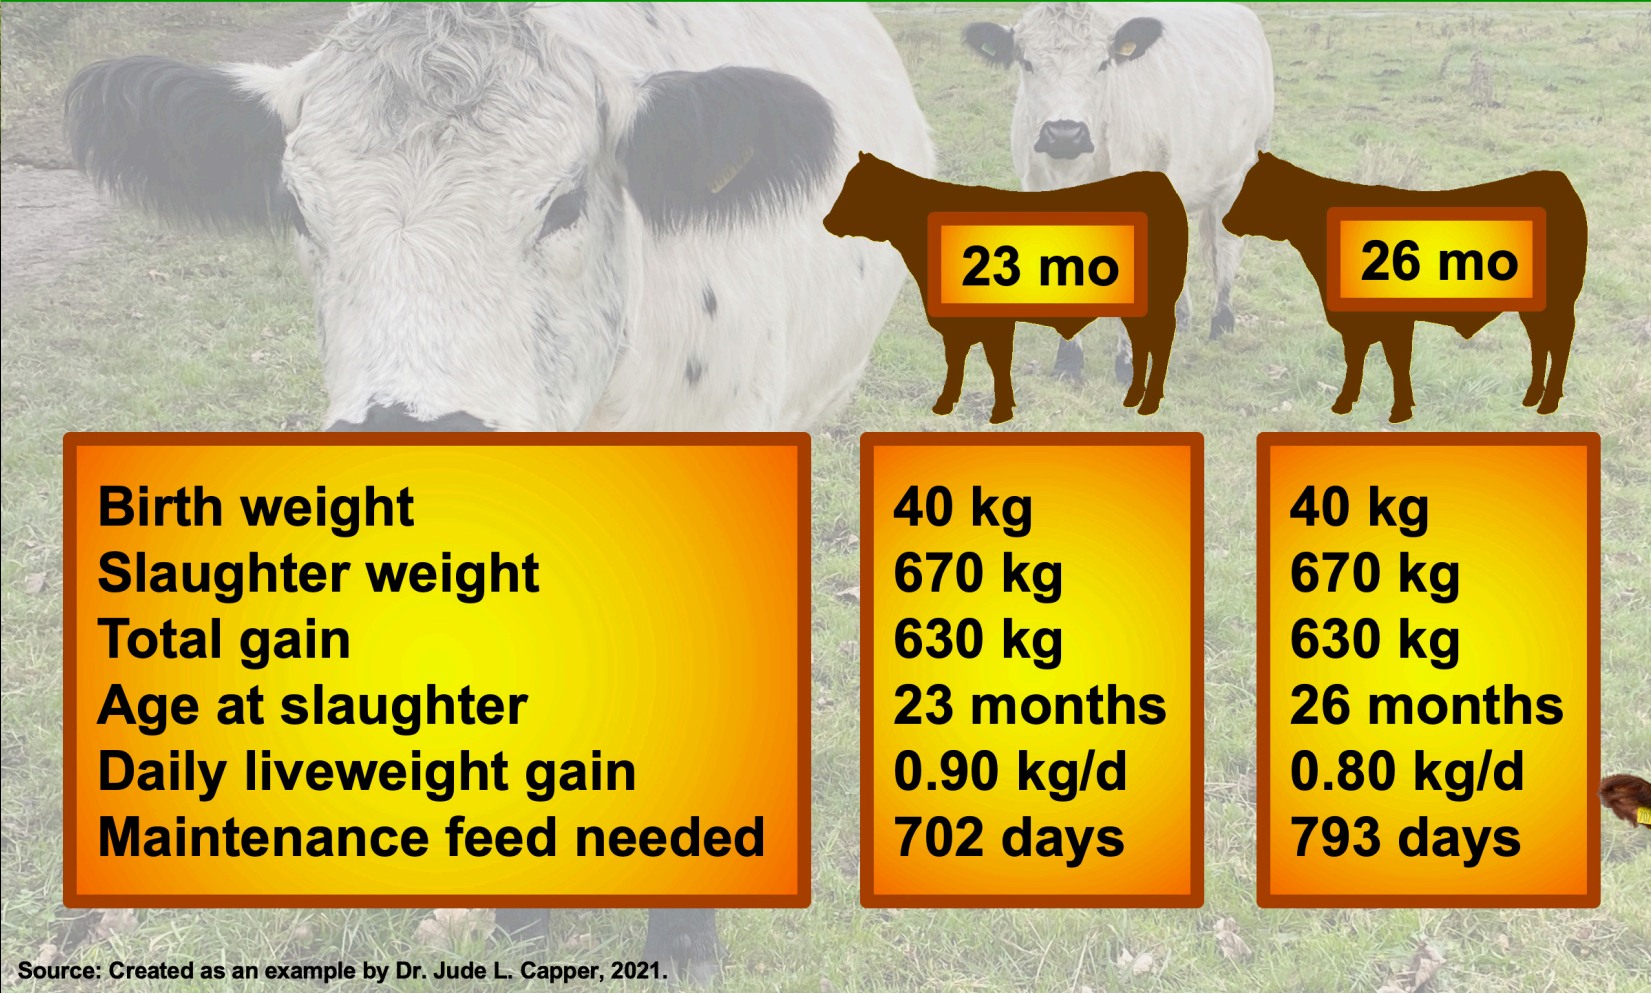 23 mo
26 mo
Birth weight 40 kg 40 kg
Slaughter weight 670 kg 670 kg
Total gain 630 kg 630 kg
Age at slaughter 23 months 26 months
Daily liveweight gain 0.90 kg/d 0.80 kg/d
Maintenance feed needed 702 days 793 days
Source: Created as an example by Dr. Jude L. Capper, 2021.